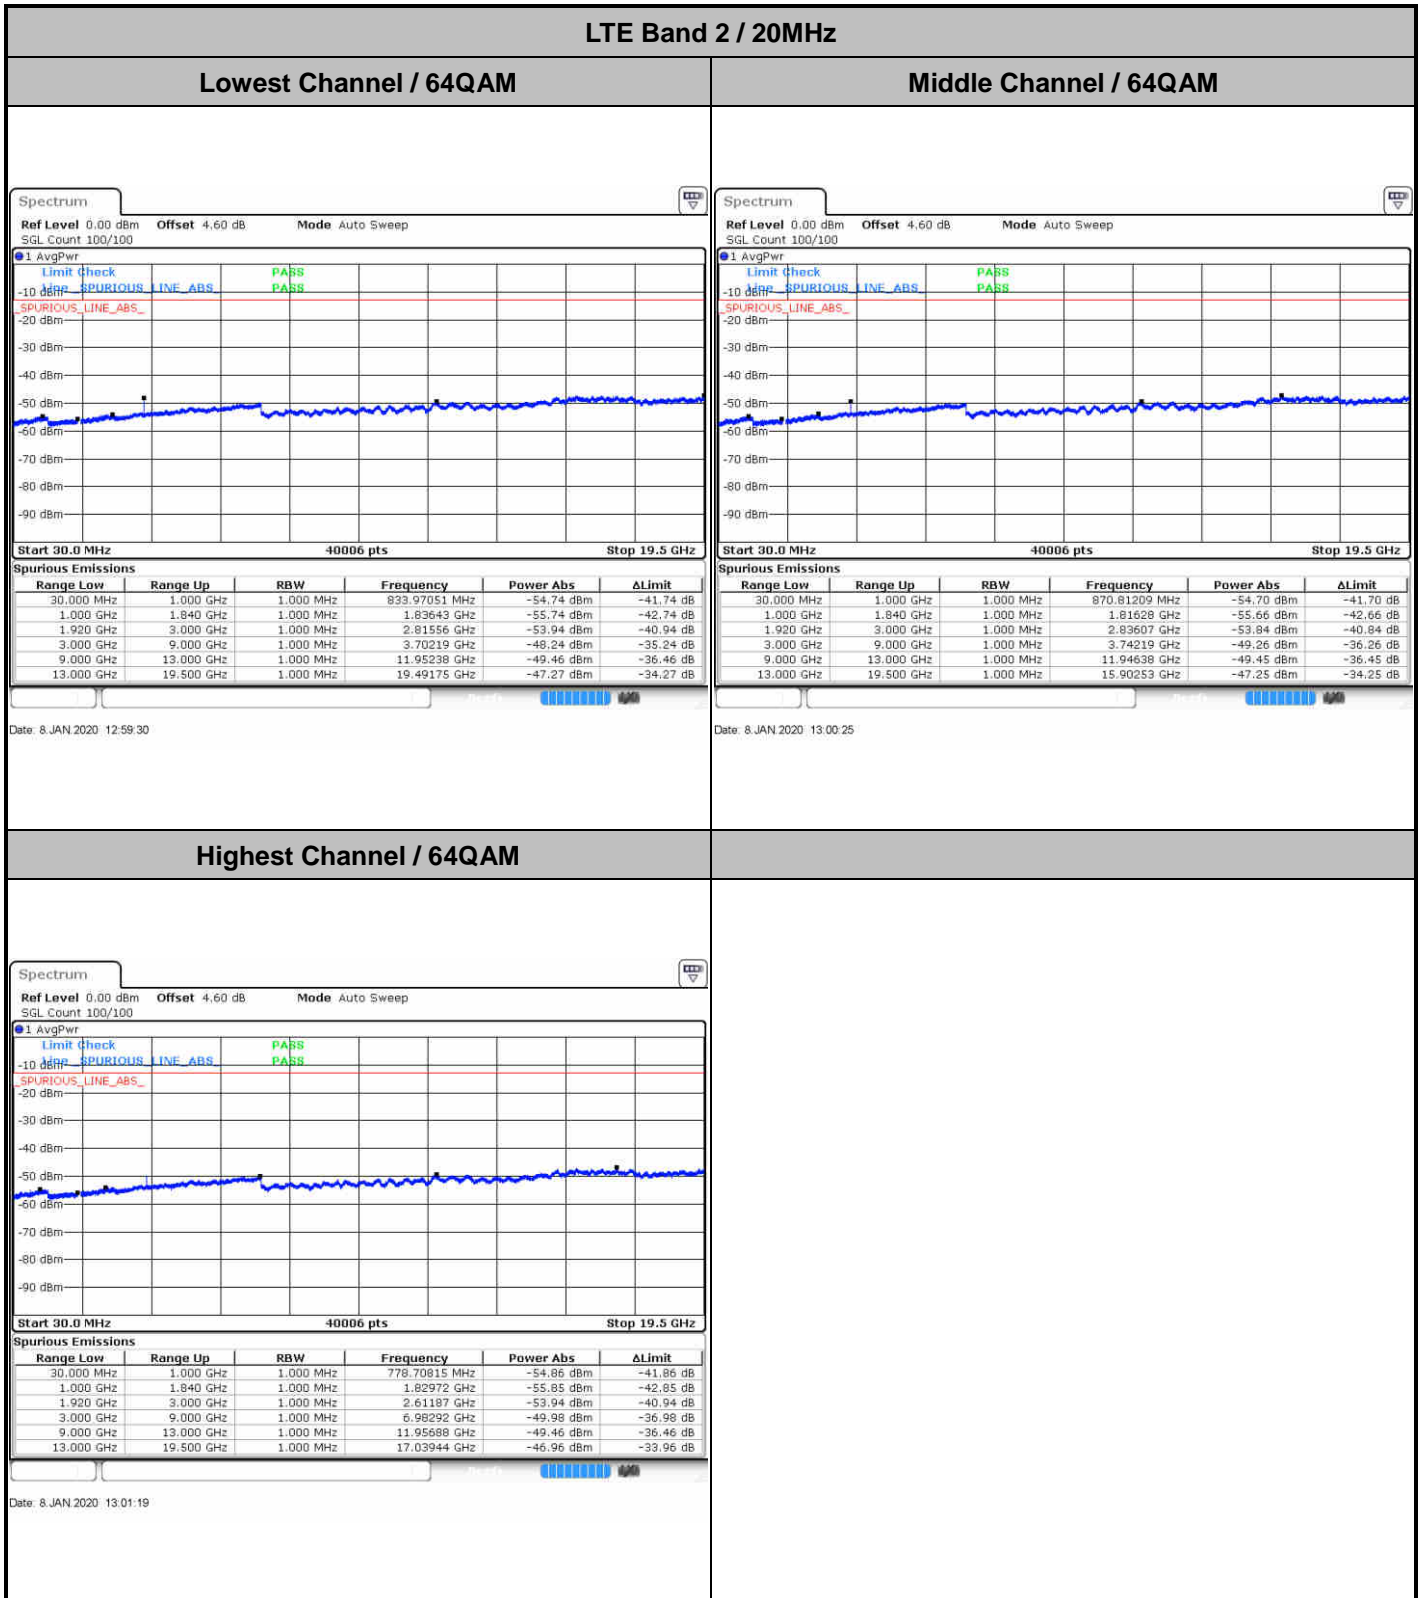 LTE Band 2 / 20MHz
Lowest Channel / 64QAM
Middle Channel / 64QAM
Spectrum
Ref Level 0.00 dBm Offset 4.60 dB Mode Auto Sweep
SGL Count 100/100
1 AvgPwr
Limit Check PASS
Line _SPURIOUS_LINE_ABS_ PASS
-10 dBm
_SPURIOUS_LINE_ABS_
-20 dBm
-30 dBm
-40 dBm
-50 dBm
-60 dBm
-70 dBm
-80 dBm
-90 dBm
Start 30.0 MHz 40006 pts Stop 19.5 GHz
Spurious Emissions
Range Low Range Up RBW Frequency Power Abs ΔLimit
30.000 MHz 1.000 GHz 1.000 MHz 833.97051 MHz -54.74 dBm -41.74 dB
1.000 GHz 1.840 GHz 1.000 MHz 1.83643 GHz -55.74 dBm -42.74 dB
1.920 GHz 3.000 GHz 1.000 MHz 2.81556 GHz -53.94 dBm -40.94 dB
3.000 GHz 9.000 GHz 1.000 MHz 3.70219 GHz -48.24 dBm -35.24 dB
9.000 GHz 13.000 GHz 1.000 MHz 11.95238 GHz -49.46 dBm -36.46 dB
13.000 GHz 19.500 GHz 1.000 MHz 19.49175 GHz -47.27 dBm -34.27 dB
Date: 8.JAN.2020 12:59:30
Spectrum
Ref Level 0.00 dBm Offset 4.60 dB Mode Auto Sweep
SGL Count 100/100
1 AvgPwr
Limit Check PASS
Line _SPURIOUS_LINE_ABS_ PASS
-10 dBm
_SPURIOUS_LINE_ABS_
-20 dBm
-30 dBm
-40 dBm
-50 dBm
-60 dBm
-70 dBm
-80 dBm
-90 dBm
Start 30.0 MHz 40006 pts Stop 19.5 GHz
Spurious Emissions
Range Low Range Up RBW Frequency Power Abs ΔLimit
30.000 MHz 1.000 GHz 1.000 MHz 870.81209 MHz -54.70 dBm -41.70 dB
1.000 GHz 1.840 GHz 1.000 MHz 1.81628 GHz -55.66 dBm -42.66 dB
1.920 GHz 3.000 GHz 1.000 MHz 2.83607 GHz -53.84 dBm -40.84 dB
3.000 GHz 9.000 GHz 1.000 MHz 3.74219 GHz -49.26 dBm -36.26 dB
9.000 GHz 13.000 GHz 1.000 MHz 11.94638 GHz -49.45 dBm -36.45 dB
13.000 GHz 19.500 GHz 1.000 MHz 15.90253 GHz -47.25 dBm -34.25 dB
Date: 8.JAN.2020 13:00:25
Highest Channel / 64QAM
Spectrum
Ref Level 0.00 dBm Offset 4.60 dB Mode Auto Sweep
SGL Count 100/100
1 AvgPwr
Limit Check PASS
Line _SPURIOUS_LINE_ABS_ PASS
-10 dBm
_SPURIOUS_LINE_ABS_
-20 dBm
-30 dBm
-40 dBm
-50 dBm
-60 dBm
-70 dBm
-80 dBm
-90 dBm
Start 30.0 MHz 40006 pts Stop 19.5 GHz
Spurious Emissions
Range Low Range Up RBW Frequency Power Abs ΔLimit
30.000 MHz 1.000 GHz 1.000 MHz 778.70815 MHz -54.86 dBm -41.86 dB
1.000 GHz 1.840 GHz 1.000 MHz 1.82972 GHz -55.85 dBm -42.85 dB
1.920 GHz 3.000 GHz 1.000 MHz 2.61187 GHz -53.94 dBm -40.94 dB
3.000 GHz 9.000 GHz 1.000 MHz 6.98292 GHz -49.98 dBm -36.98 dB
9.000 GHz 13.000 GHz 1.000 MHz 11.95688 GHz -49.46 dBm -36.46 dB
13.000 GHz 19.500 GHz 1.000 MHz 17.03944 GHz -46.96 dBm -33.96 dB
Date: 8.JAN.2020 13:01:19